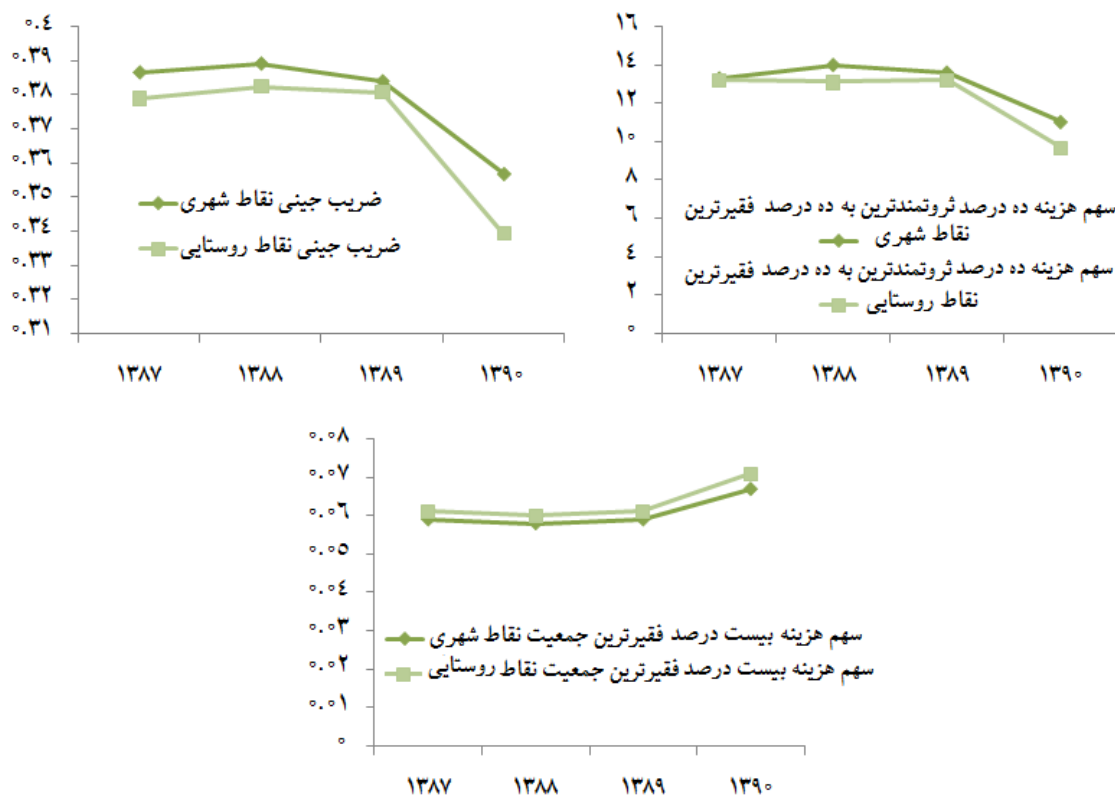 ۰.۴
۰.۳۹
۰.۳۸
۰.۳۷
۰.۳۶
۰.۳۵
۰.۳۴
۰.۳۳
۰.۳۲
۰.۳۱
ضریب جینی نقاط شهری
ضریب جینی نقاط روستایی
۱۳۸۷ ۱۳۸۸ ۱۳۸۹ ۱۳۹۰
۱۶
۱۴
۱۲
۱۰
۸
۶
۴
۲
۰
سهم هزینه ده درصد ثروتمندترین به ده درصد فقیرترین
نقاط شهری
سهم هزینه ده درصد ثروتمندترین به ده درصد فقیرترین
نقاط روستایی
۱۳۸۷ ۱۳۸۸ ۱۳۸۹ ۱۳۹۰
۰.۰۸
۰.۰۷
۰.۰۶
۰.۰۵
۰.۰۴
۰.۰۳
۰.۰۲
۰.۰۱
۰
سهم هزینه بیست درصد فقیرترین جمعیت نقاط شهری
سهم هزینه بیست درصد فقیرترین جمعیت نقاط روستایی
۱۳۸۷ ۱۳۸۸ ۱۳۸۹ ۱۳۹۰